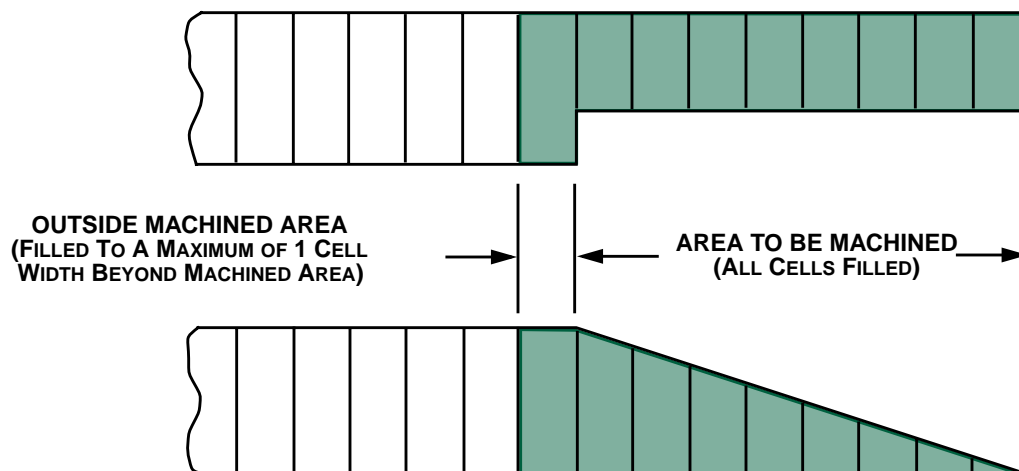 OUTSIDE MACHINED AREA
(FILLED TO A MAXIMUM OF 1 CELL
WIDTH BEYOND MACHINED AREA)
AREA TO BE MACHINED
(ALL CELLS FILLED)